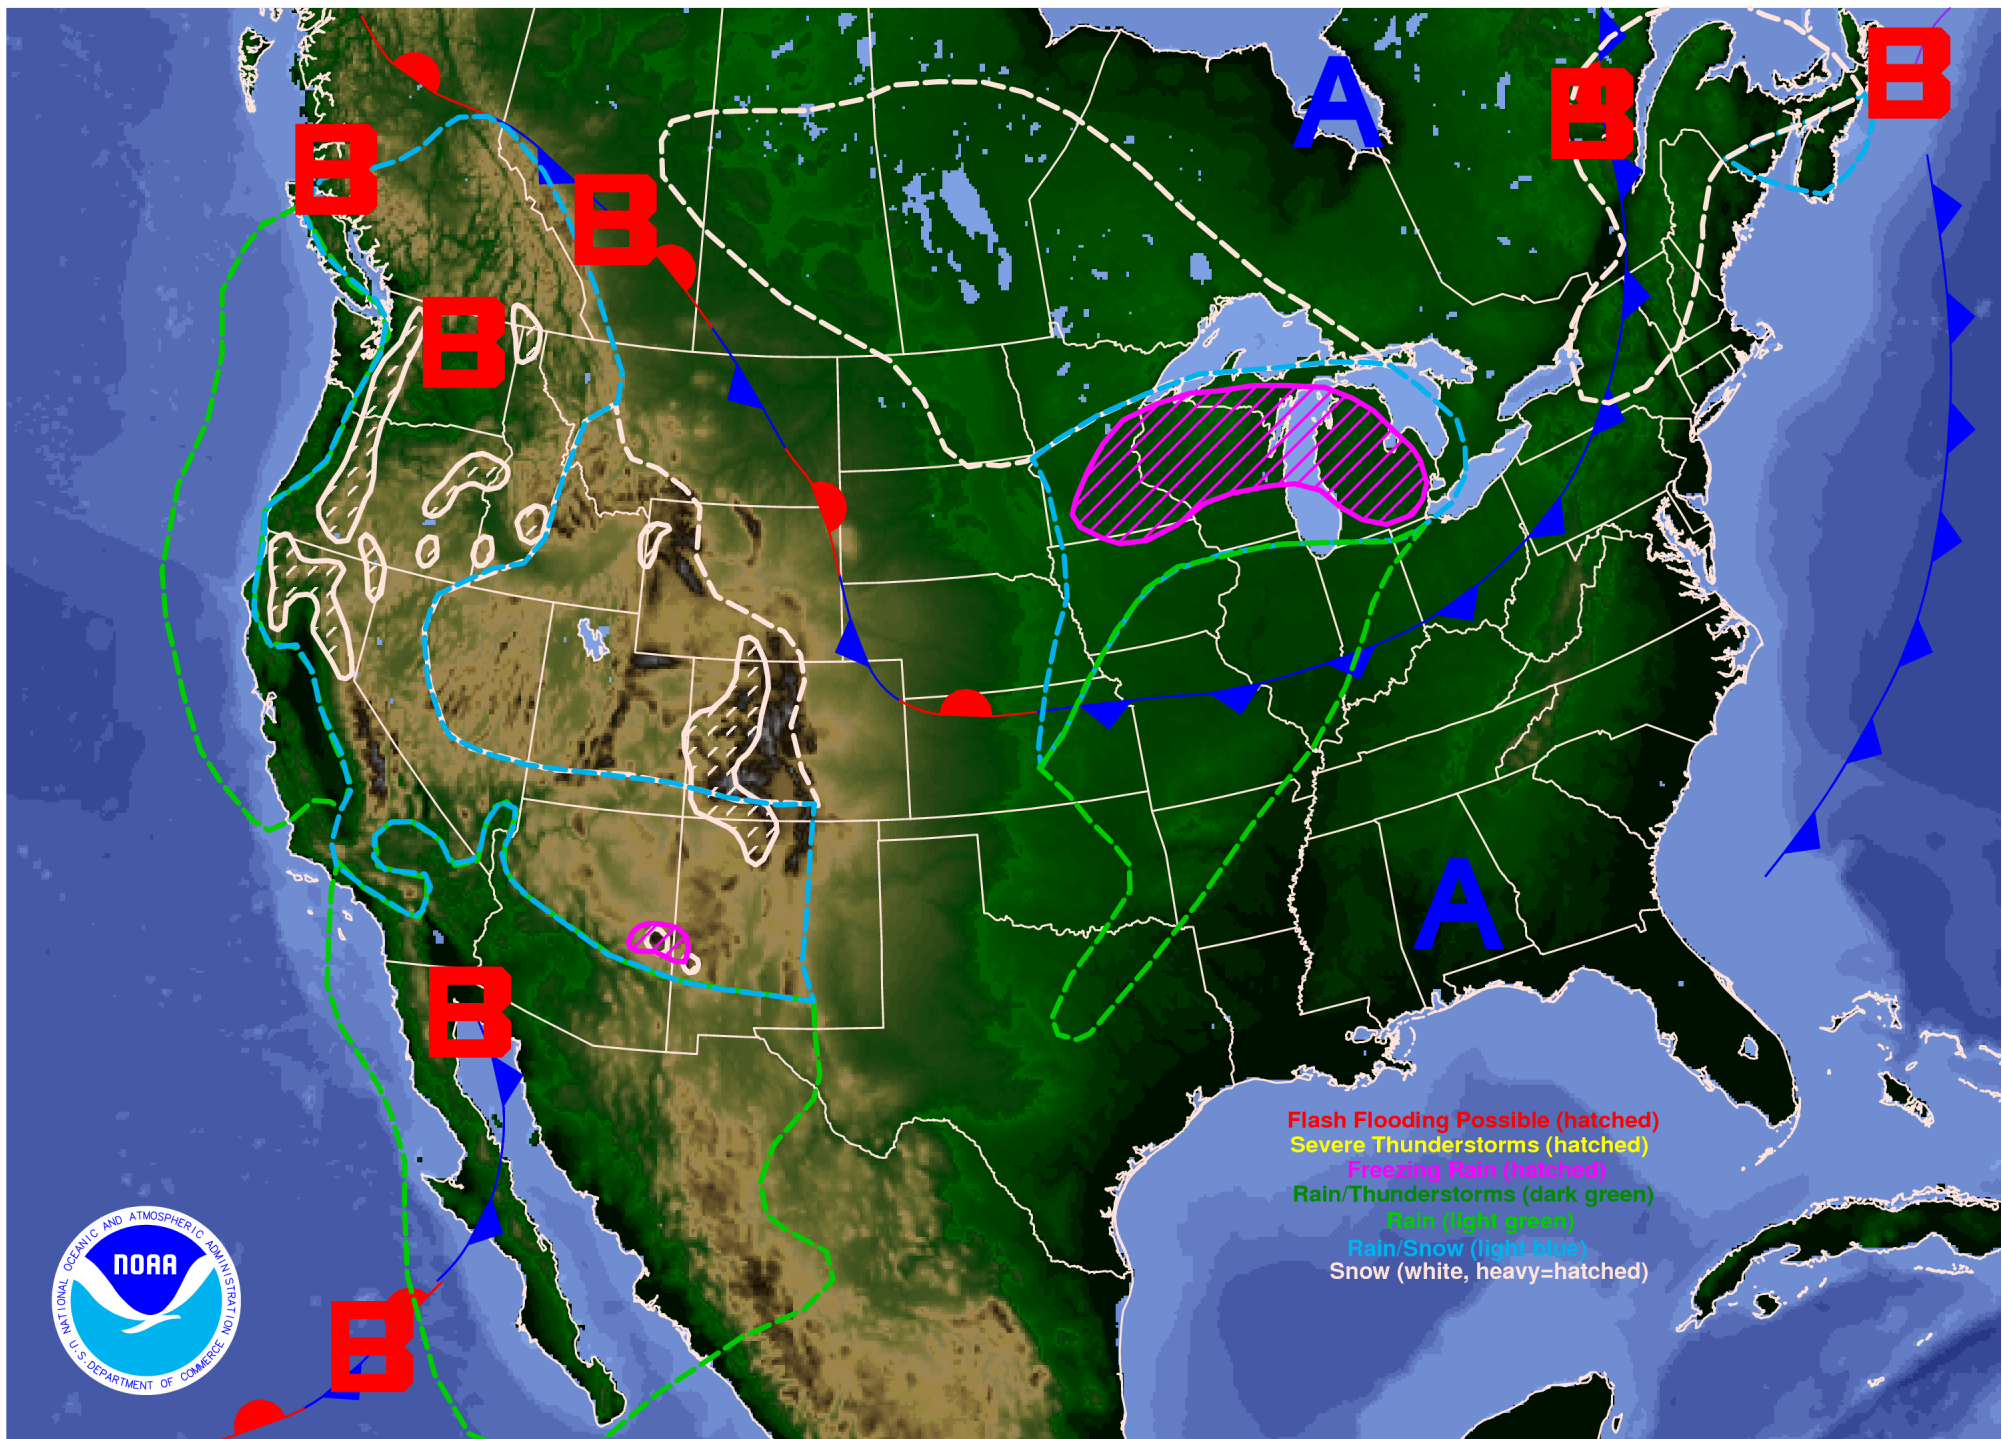 B
A
B
B
B
B
B
A
B
B
Flash Flooding Possible (hatched)
Severe Thunderstorms (hatched)
Freezing Rain (hatched)
Rain/Thunderstorms (dark green)
Rain (light green)
Rain/Snow (light blue)
Snow (white, heavy=hatched)
NATIONAL OCEANIC AND ATMOSPHERIC ADMINISTRATION
NOAA
U.S. DEPARTMENT OF COMMERCE